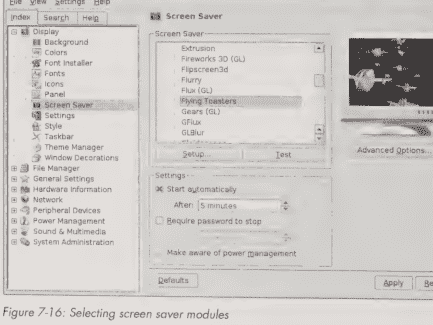 File View Settings Help
Index Search Help
Screen Saver
Display
Background
Colors
Font Installer
Fonts
Icons
Panel
Screen Saver
Settings
Style
Taskbar
Theme Manager
Window Decorations
File Manager
General Settings
Hardware Information
Network
Peripheral Devices
Power Management
Sound & Multimedia
System Administration
Screen Saver
Extrusion
Fireworks 3D (GL)
Flipscreen3d
Flurry
Flux (GL)
Flying Toasters
Gears (GL)
GFlux
GLBlur
Setup... Test
Settings
Start automatically
After: 5 minutes
Require password to stop
Make aware of power management
Advanced Options...
Defaults
Apply Re
Figure 7-16: Selecting screen saver modules